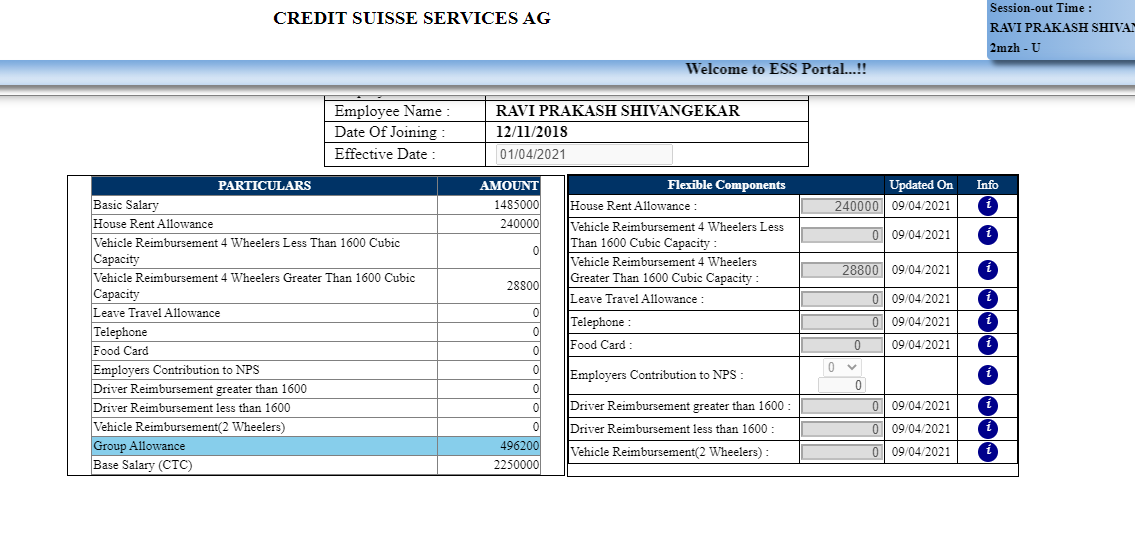 CREDIT SUISSE SERVICES AG
Session-out Time :
RAVI PRAKASH
2mzh - U
Welcome to ESS Portal...!!
Employee Name : RAVI PRAKASH SHIVANGEKAR
Date Of Joining : 12/11/2018
Effective Date : 01/04/2021
PARTICULARS AMOUNT
Basic Salary 1485000
House Rent Allowance 240000
Vehicle Reimbursement 4 Wheelers Less Than 1600 Cubic
Capacity 0
Vehicle Reimbursement 4 Wheelers Greater Than 1600 Cubic
Capacity 28800
Leave Travel Allowance 0
Telephone 0
Food Card 0
Employers Contribution to NPS 0
Driver Reimbursement greater than 1600 0
Driver Reimbursement less than 1600 0
Vehicle Reimbursement(2 Wheelers) 0
Group Allowance 496200
Base Salary (CTC) 2250000
Flexible Components Updated On Info
House Rent Allowance : 240000 09/04/2021 i
Vehicle Reimbursement 4 Wheelers Less
Than 1600 Cubic Capacity : 0 09/04/2021 i
Vehicle Reimbursement 4 Wheelers
Greater Than 1600 Cubic Capacity : 28800 09/04/2021 i
Leave Travel Allowance : 0 09/04/2021 i
Telephone : 0 09/04/2021 i
Food Card : 0 09/04/2021 i
Employers Contribution to NPS : 0 i
0
Driver Reimbursement greater than 1600 : 0 09/04/2021 i
Driver Reimbursement less than 1600 : 0 09/04/2021 i
Vehicle Reimbursement(2 Wheelers) : 0 09/04/2021 i